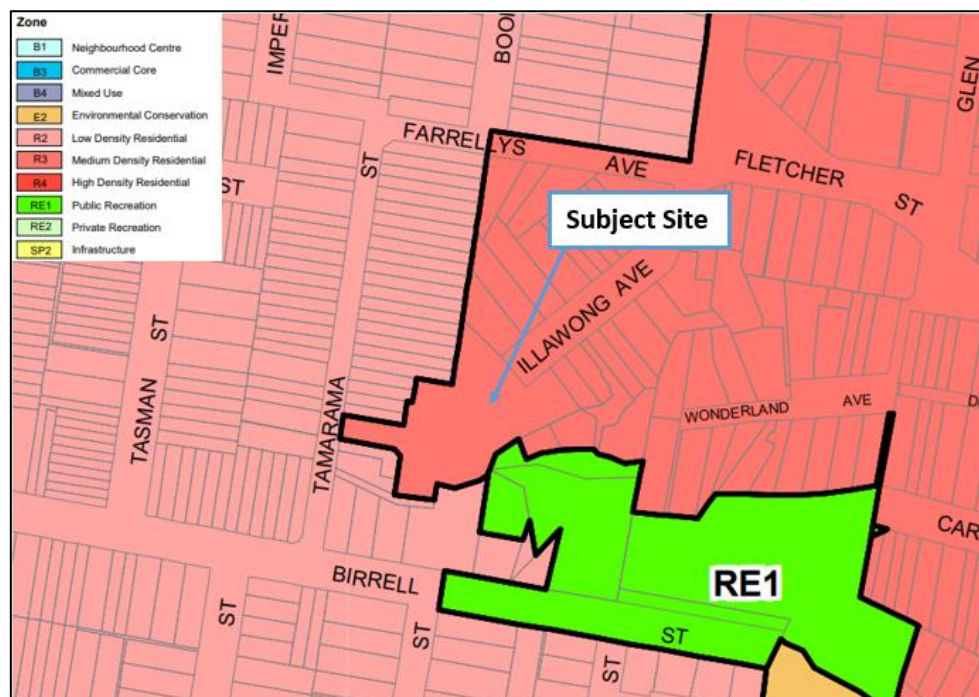 Zone
B1 Neighbourhood Centre
B3 Commercial Core
B4 Mixed Use
E2 Environmental Conservation
R2 Low Density Residential
R3 Medium Density Residential
R4 High Density Residential
RE1 Public Recreation
RE2 Private Recreation
SP2 Infrastructure
IMPER
BOON
GLEN
FARRELLYS AVE
FLETCHER ST
ST
ST
Subject Site
ILLAWONG AVE
WONDERLAND AVE
D
TASMAN ST
TAMARAMA
CAR
RE1
BIRRELL ST
ST
ST
ST